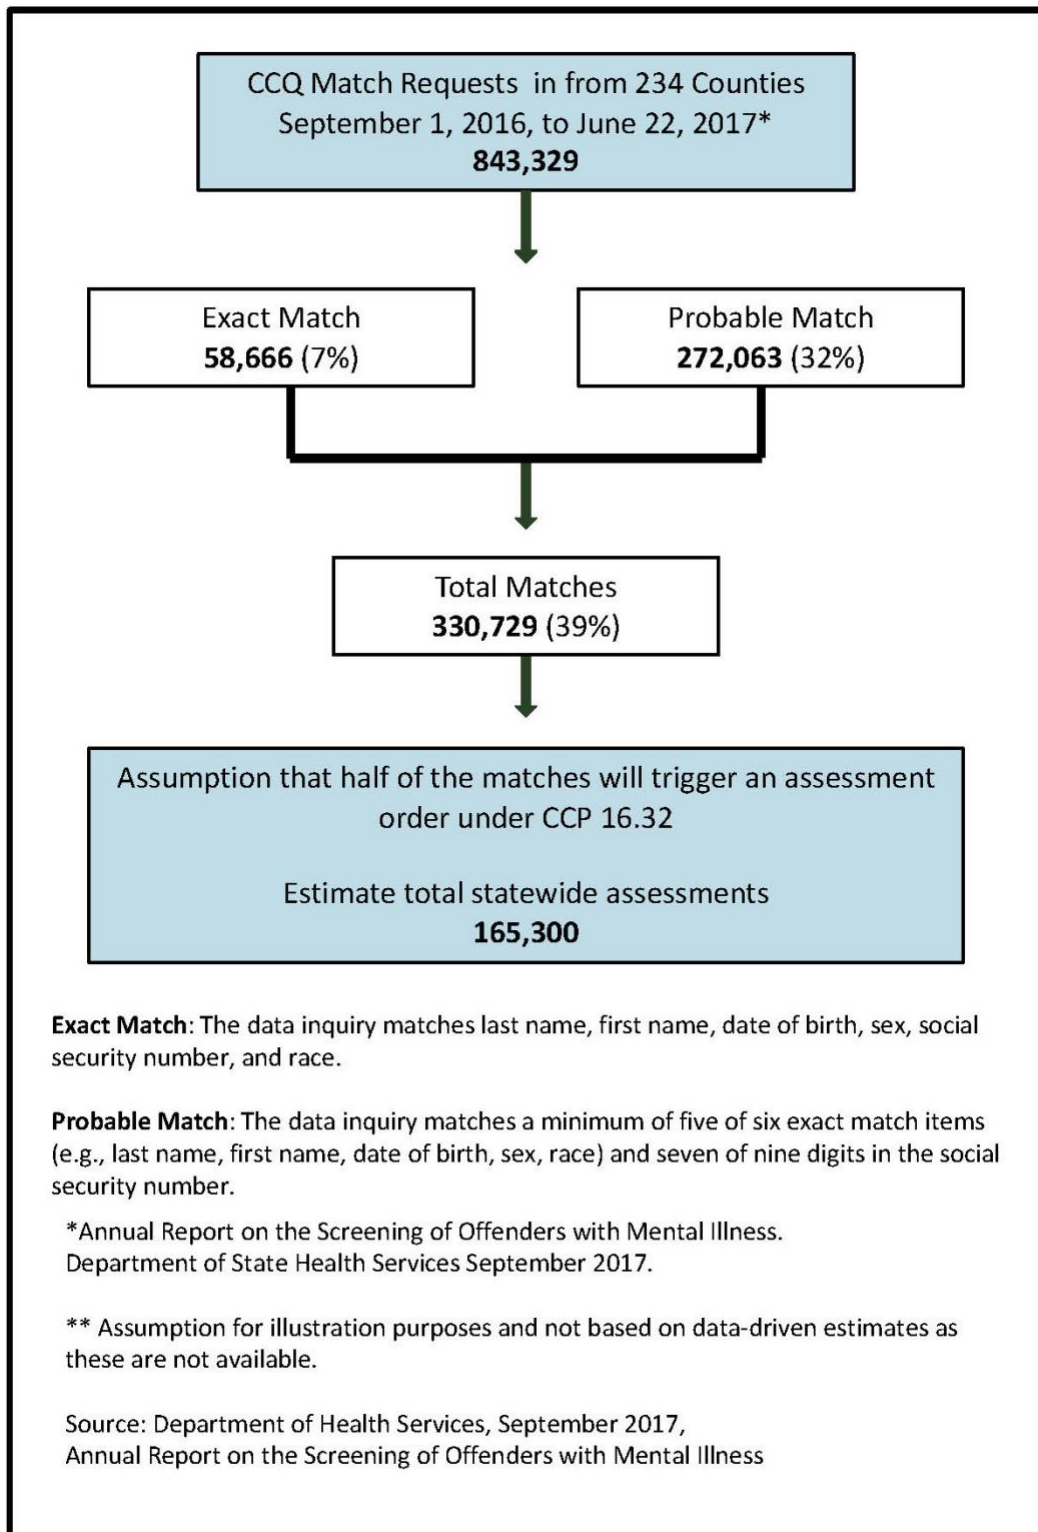 CCQ Match Requests in from 234 Counties
September 1, 2016, to June 22, 2017*
843,329
Exact Match
58,666 (7%)
Probable Match
272,063 (32%)
Total Matches
330,729 (39%)
Assumption that half of the matches will trigger an assessment
order under CCP 16.32
Estimate total statewide assessments
165,300
Exact Match: The data inquiry matches last name, first name, date of birth, sex, social
security number, and race.
Probable Match: The data inquiry matches a minimum of five of six exact match items
(e.g., last name, first name, date of birth, sex, race) and seven of nine digits in the social
security number.
*Annual Report on the Screening of Offenders with Mental Illness.
Department of State Health Services September 2017.
** Assumption for illustration purposes and not based on data-driven estimates as
these are not available.
Source: Department of Health Services, September 2017,
Annual Report on the Screening of Offenders with Mental Illness